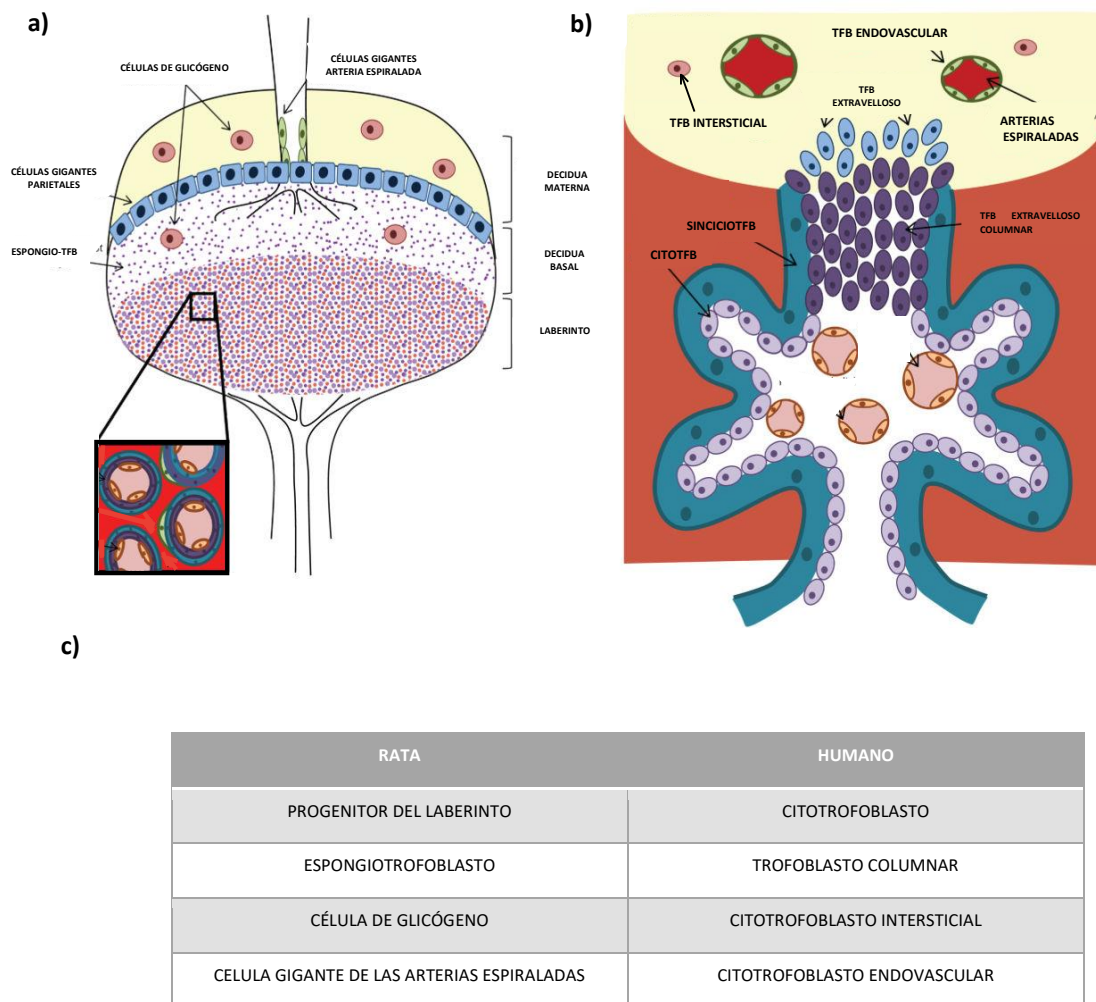 a)
CÉLULAS DE GLICÓGENO
CÉLULAS GIGANTES
ARTERIA ESPIRALADA
CÉLULAS GIGANTES
PARIETALES
ESPONGIO-TFB
DECIDUA
MATERNA
DECIDUA
BASAL
LABERINTO
b)
TFB ENDOVASCULAR
TFB
EXTRAVELLOSO
TFB INTERSTICIAL
ARTERIAS
ESPIRALADAS
SINCICIOTFB
TFB EXTRAVELLOSO
COLUMNAR
CITOTFB
c)
RATA HUMANO
PROGENITOR DEL LABERINTO CITOTROFOBLASTO
ESPONGIOTROFOBLASTO TROFOBLASTO COLUMNAR
CÉLULA DE GLICÓGENO CITOTROFOBLASTO INTERSTICIAL
CELULA GIGANTE DE LAS ARTERIAS ESPIRALADAS CITOTROFOBLASTO ENDOVASCULAR